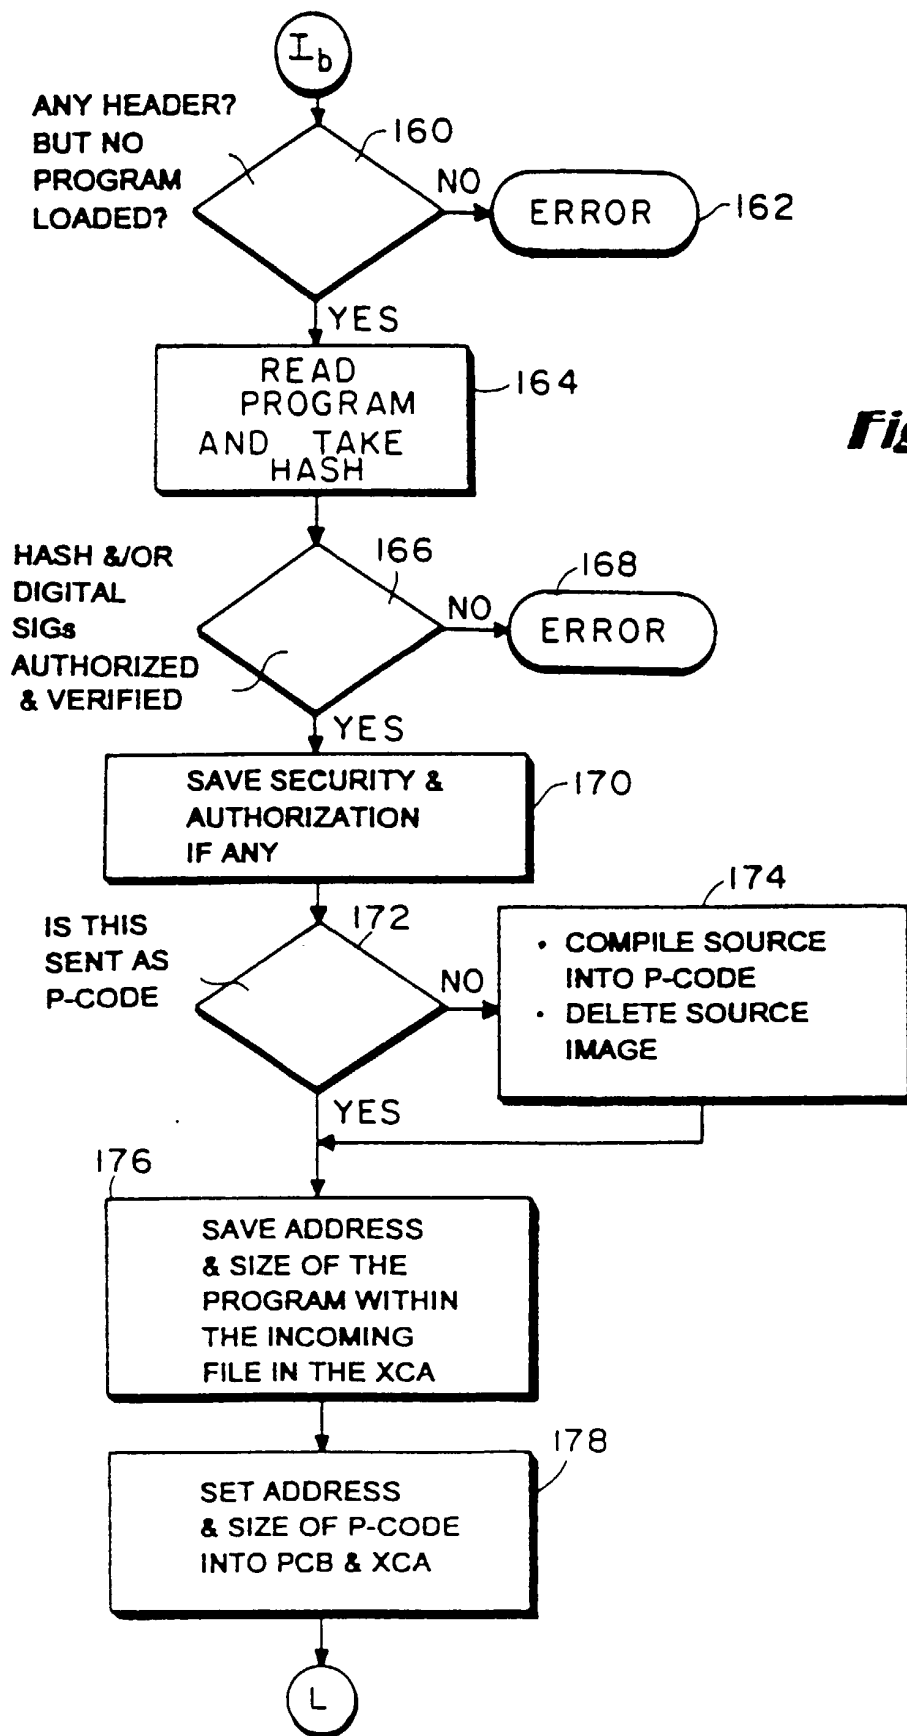 I_b
ANY HEADER?
BUT NO
PROGRAM
LOADED?
160
NO
ERROR
162
YES
READ
PROGRAM
AND TAKE
HASH
164
Fig
HASH &/OR
DIGITAL
SIGs
AUTHORIZED
& VERIFIED
166
NO
168
ERROR
YES
SAVE SECURITY &
AUTHORIZATION
IF ANY
170
IS THIS
SENT AS
P-CODE
172
NO
174
• COMPILE SOURCE
INTO P-CODE
• DELETE SOURCE
IMAGE
YES
176
SAVE ADDRESS
& SIZE OF THE
PROGRAM WITHIN
THE INCOMING
FILE IN THE XCA
178
SET ADDRESS
& SIZE OF P-CODE
INTO PCB & XCA
L